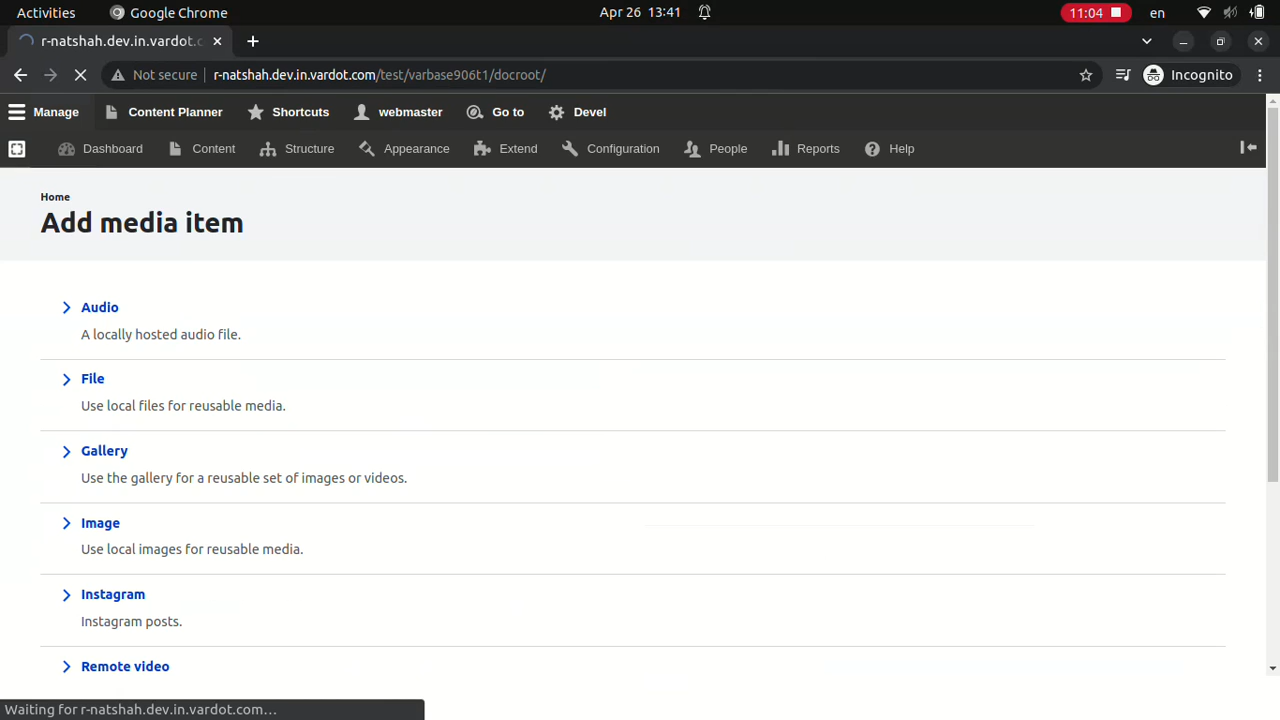 Activities Google Chrome Apr 26 13:41 11:04 en
r-natshah.dev.in.vardot.c
Not secure r-natshah.dev.in.vardot.com/test/varbase906t1/docroot/ Incognito
Manage Content Planner Shortcuts webmaster Go to Devel
Dashboard Content Structure Appearance Extend Configuration People Reports Help
Home
Add media item
Audio
A locally hosted audio file.
File
Use local files for reusable media.
Gallery
Use the gallery for a reusable set of images or videos.
Image
Use local images for reusable media.
Instagram
Instagram posts.
Remote video
Waiting for r-natshah.dev.in.vardot.com...